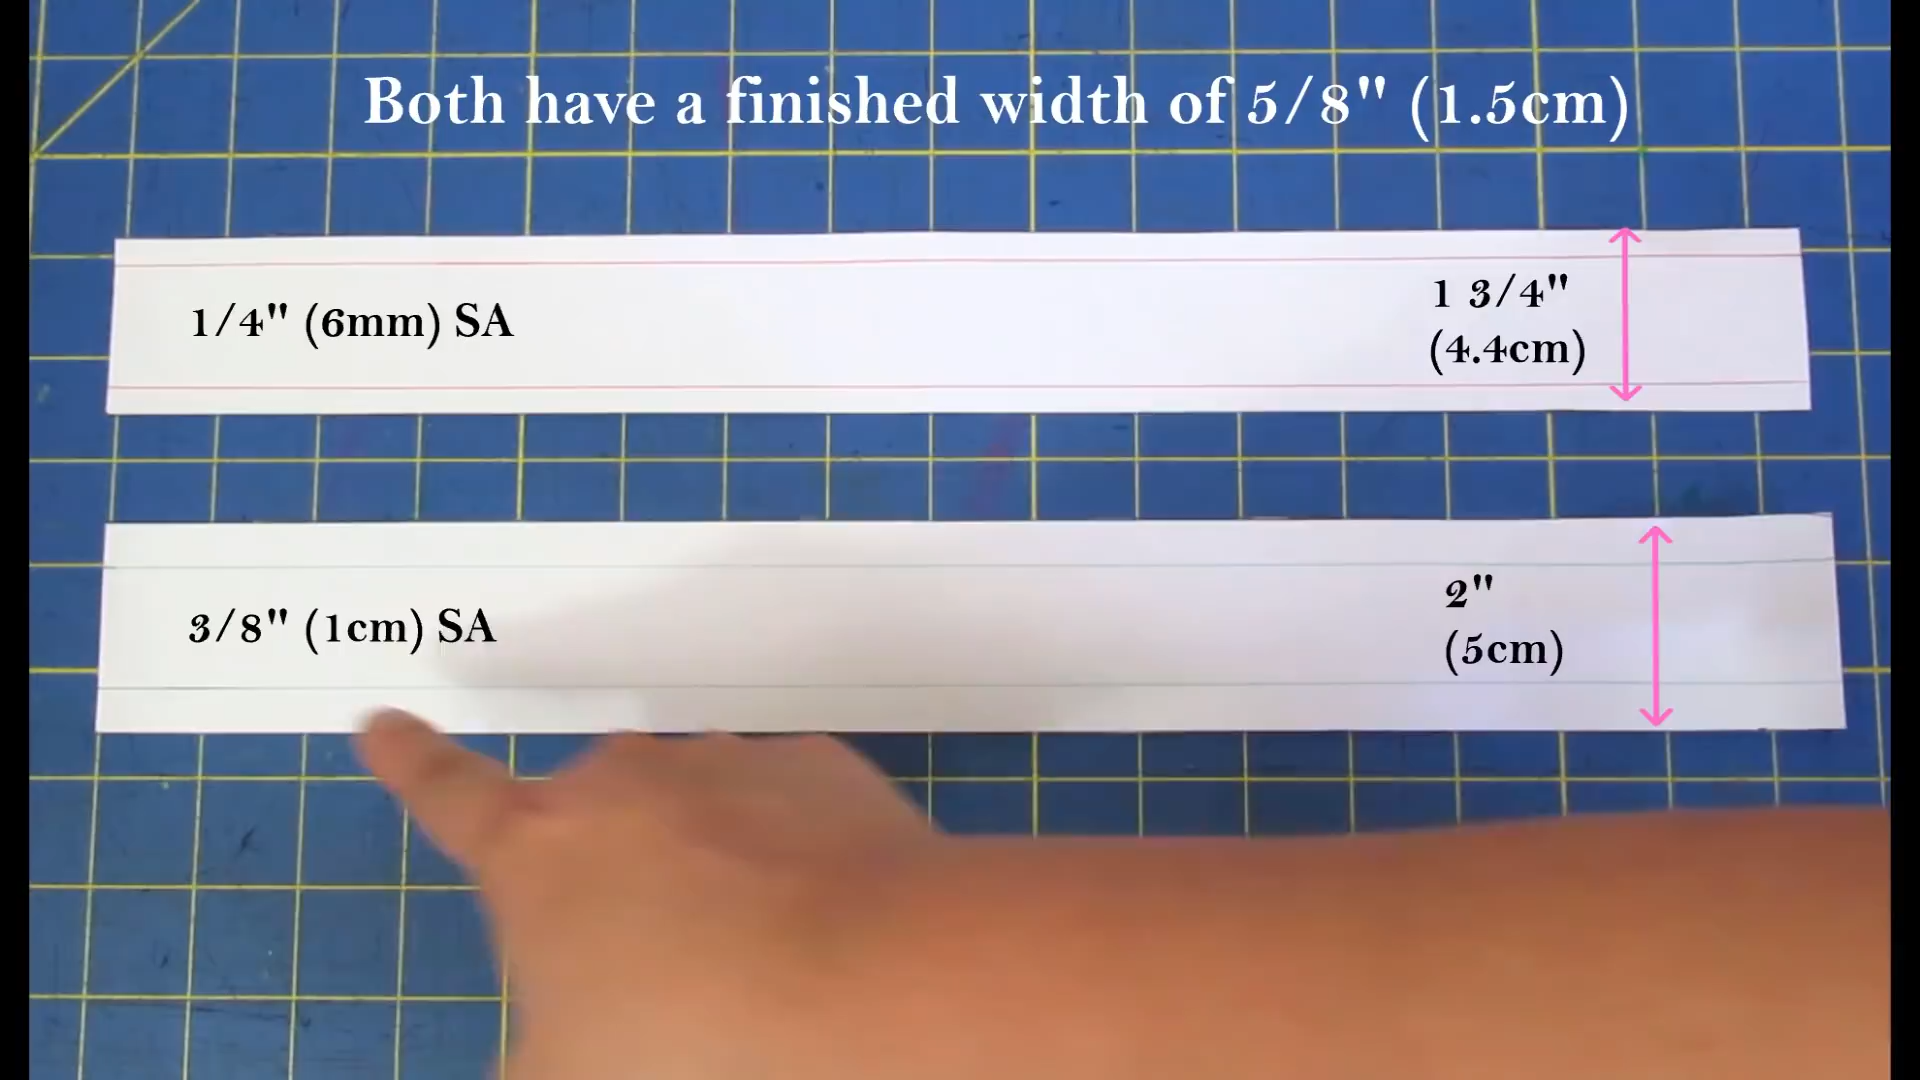 Both have a finished width of 5/8" (1.5cm)
1/4" (6mm) SA
1 3/4"
(4.4cm)
3/8" (1cm) SA
2"
(5cm)